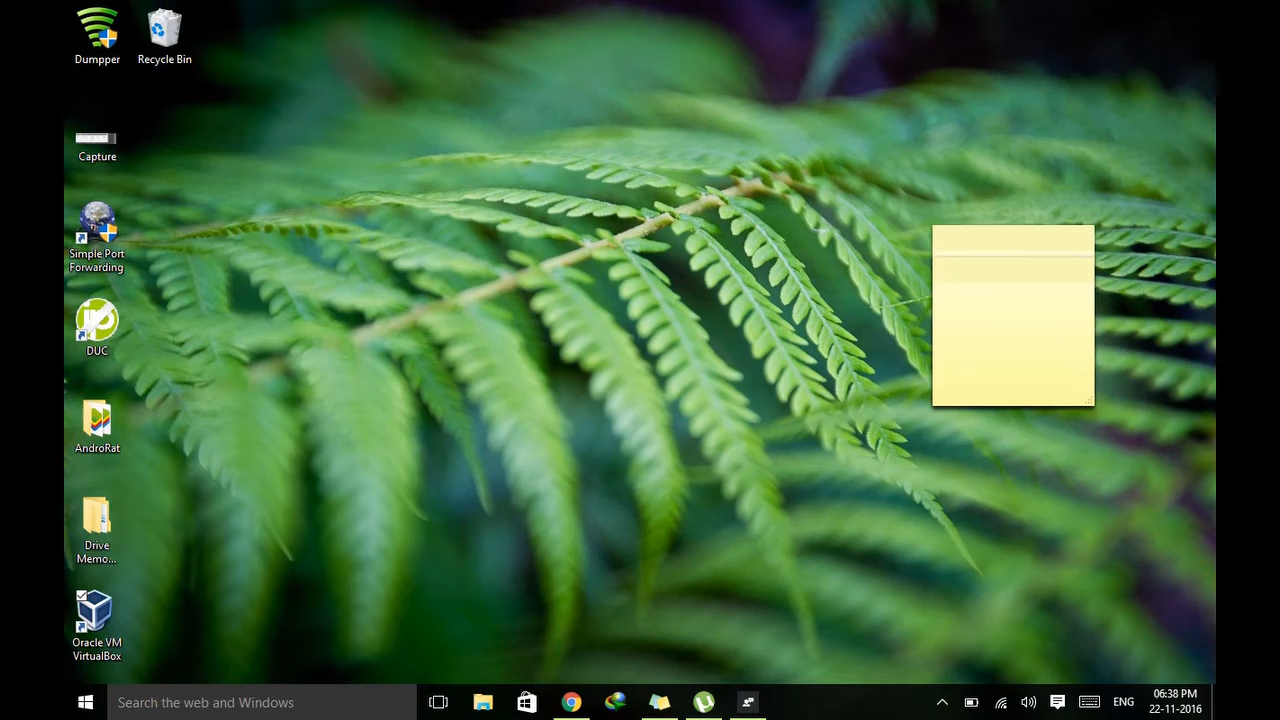 Dumpper
Recycle Bin
Capture
Simple Port
Forwarding
DUC
AndroRat
Drive
Memo...
Oracle VM
VirtualBox
Search the web and Windows
ENG
06:38 PM
22-11-2016